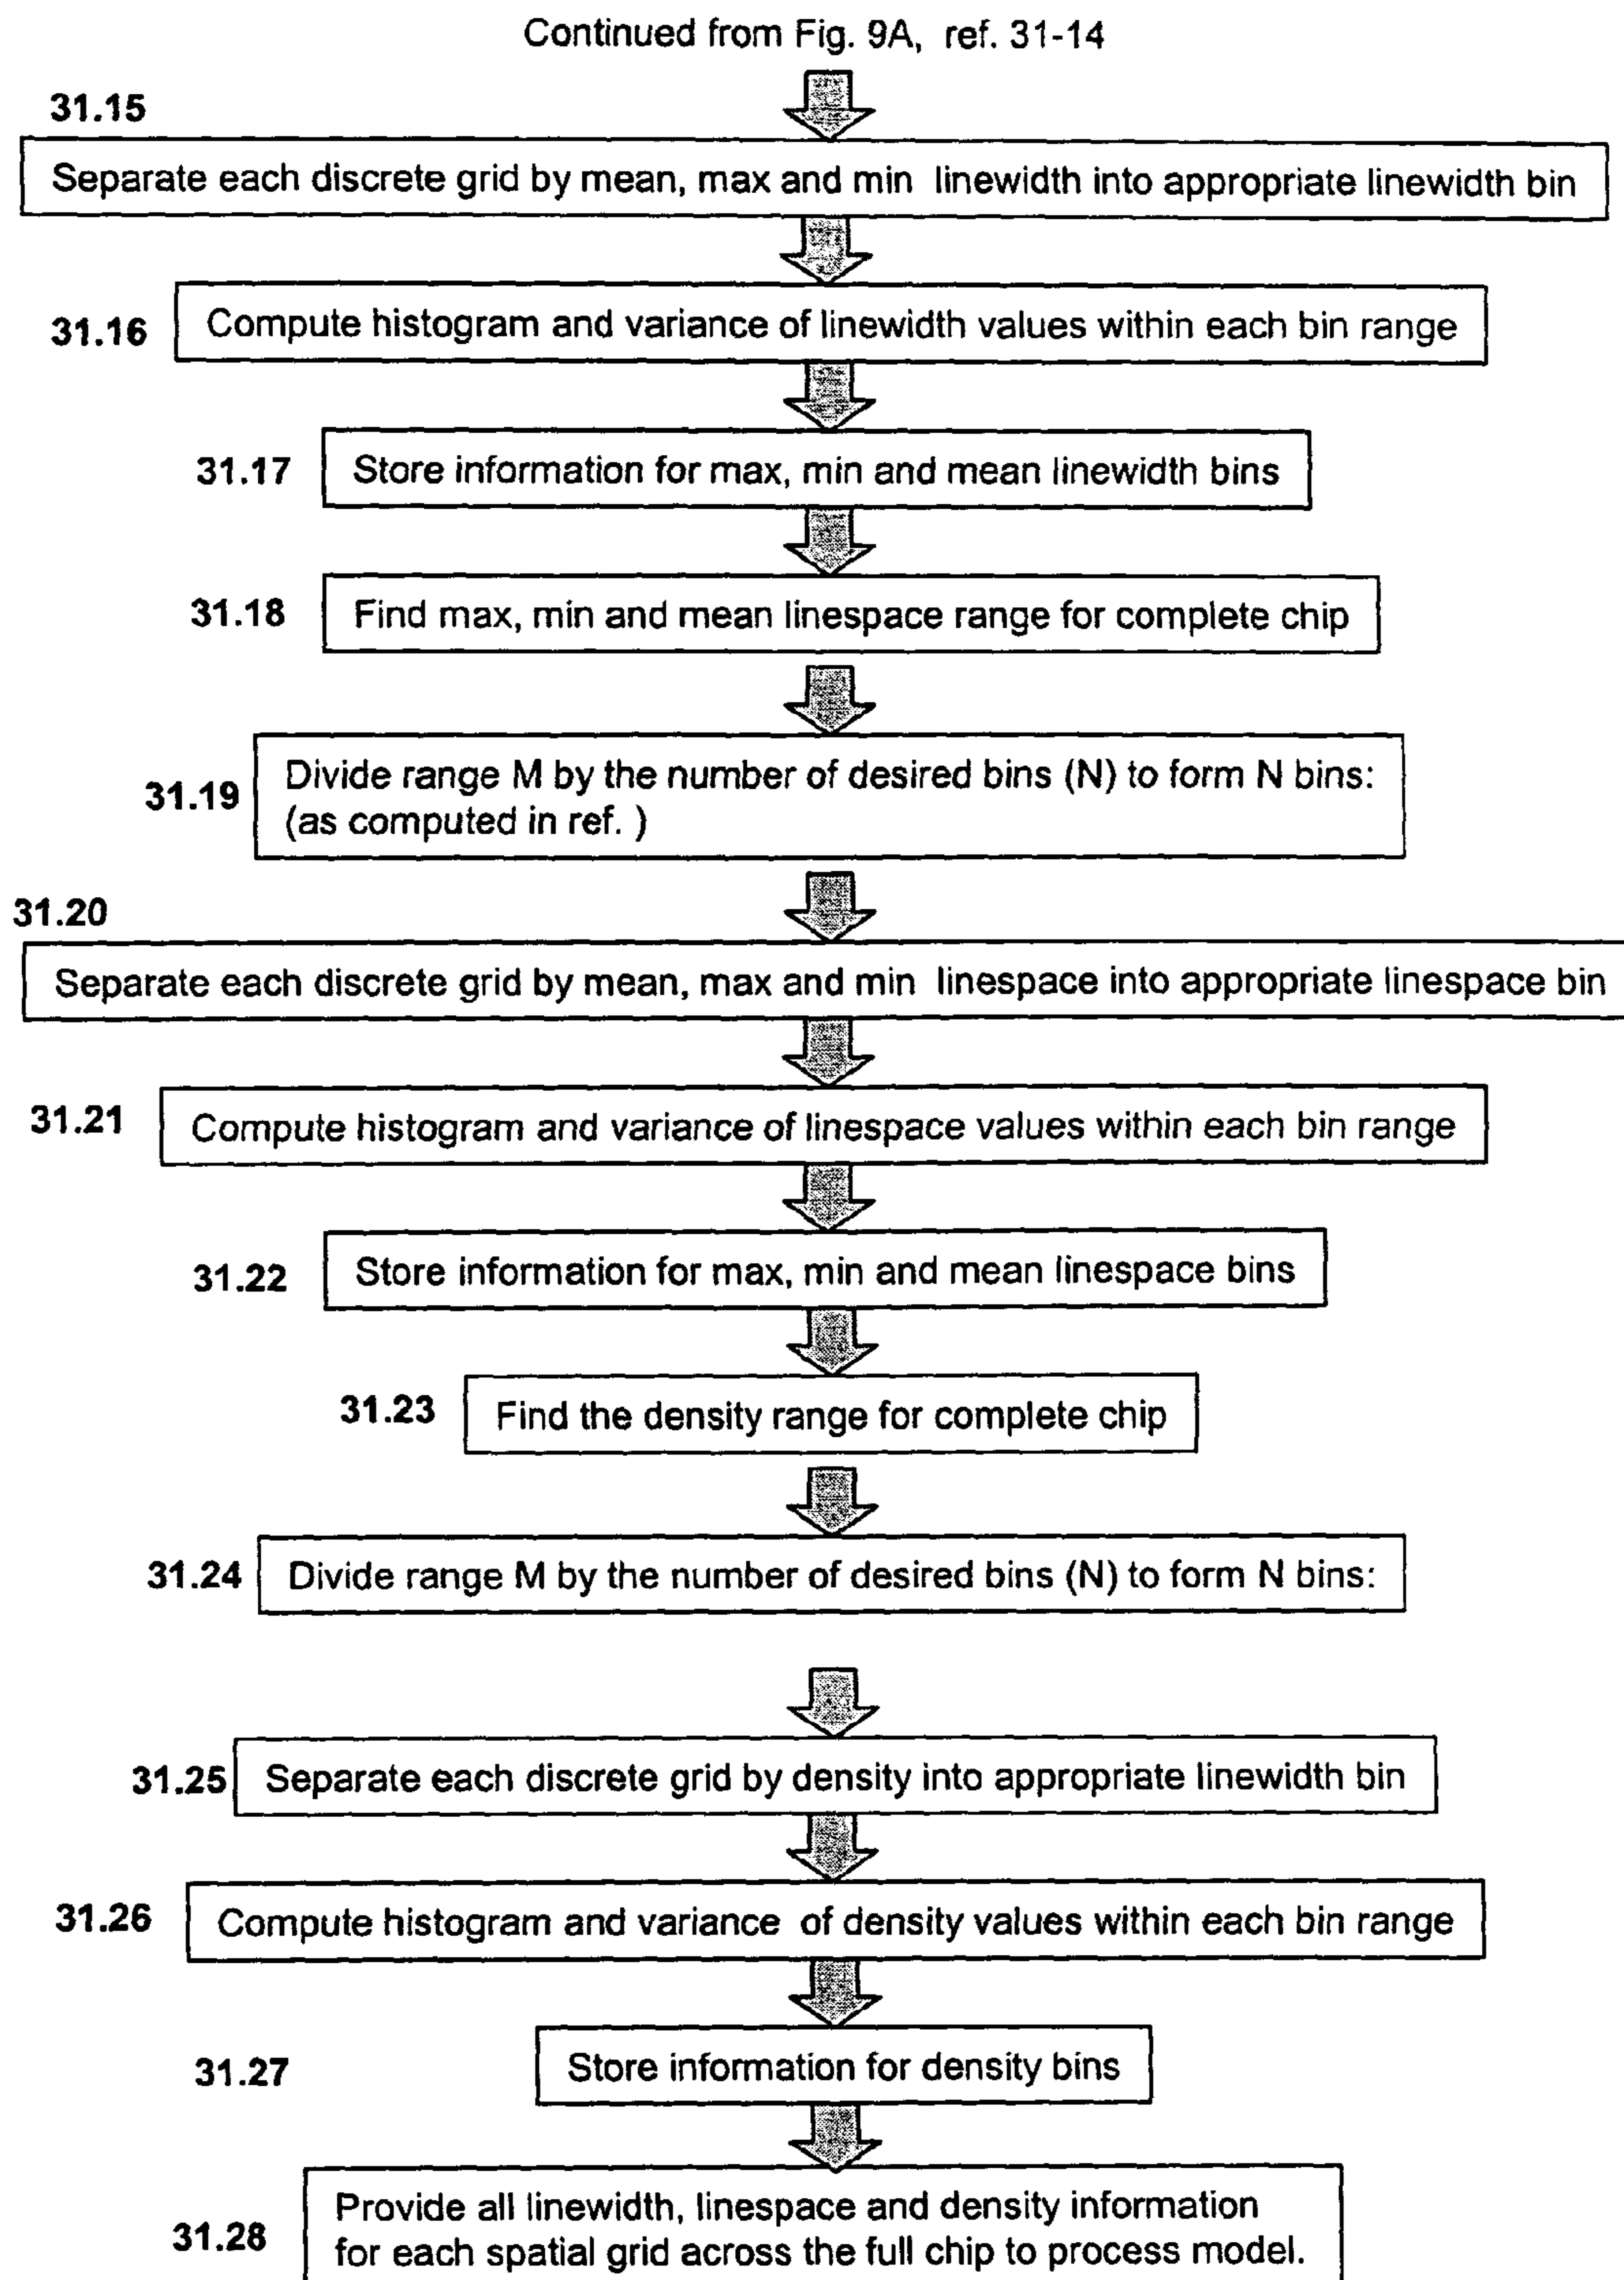 Continued from Fig. 9A, ref. 31-14
31.15
Separate each discrete grid by mean, max and min linewidth into appropriate linewidth bin
31.16
Compute histogram and variance of linewidth values within each bin range
31.17
Store information for max, min and mean linewidth bins
31.18
Find max, min and mean linespace range for complete chip
31.19
Divide range M by the number of desired bins (N) to form N bins:
(as computed in ref. )
31.20
Separate each discrete grid by mean, max and min linespace into appropriate linespace bin
31.21
Compute histogram and variance of linespace values within each bin range
31.22
Store information for max, min and mean linespace bins
31.23
Find the density range for complete chip
31.24
Divide range M by the number of desired bins (N) to form N bins:
31.25
Separate each discrete grid by density into appropriate linewidth bin
31.26
Compute histogram and variance of density values within each bin range
31.27
Store information for density bins
31.28
Provide all linewidth, linespace and density information
for each spatial grid across the full chip to process model.